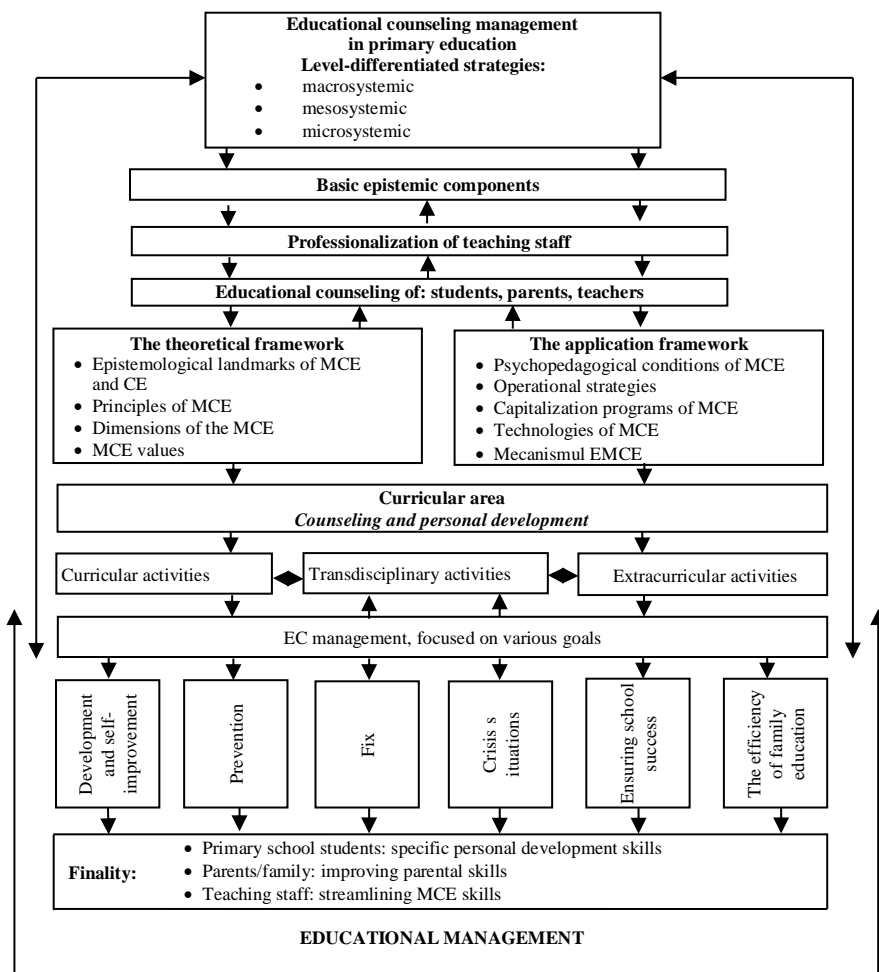 Educational counseling management
in primary education
Level-differentiated strategies:
• macrosystemic
• mesosystemic
• microsystemic
Basic epistemic components
Professionalization of teaching staff
Educational counseling of: students, parents, teachers
The theoretical framework
• Epistemological landmarks of MCE
and CE
• Principles of MCE
• Dimensions of the MCE
• MCE values
The application framework
• Psychopedagogical conditions of MCE
• Operational strategies
• Capitalization programs of MCE
• Technologies of MCE
• Mecanismul EMCE
Curricular area
Counseling and personal development
Curricular activities
Transdisciplinary activities
Extracurricular activities
EC management, focused on various goals
Development
and self-
improvement
Prevention
Fix
Crisis s
ituations
Ensuring school
success
The efficiency
of family
education
Finality:
• Primary school students: specific personal development skills
• Parents/family: improving parental skills
• Teaching staff: streamlining MCE skills
EDUCATIONAL MANAGEMENT